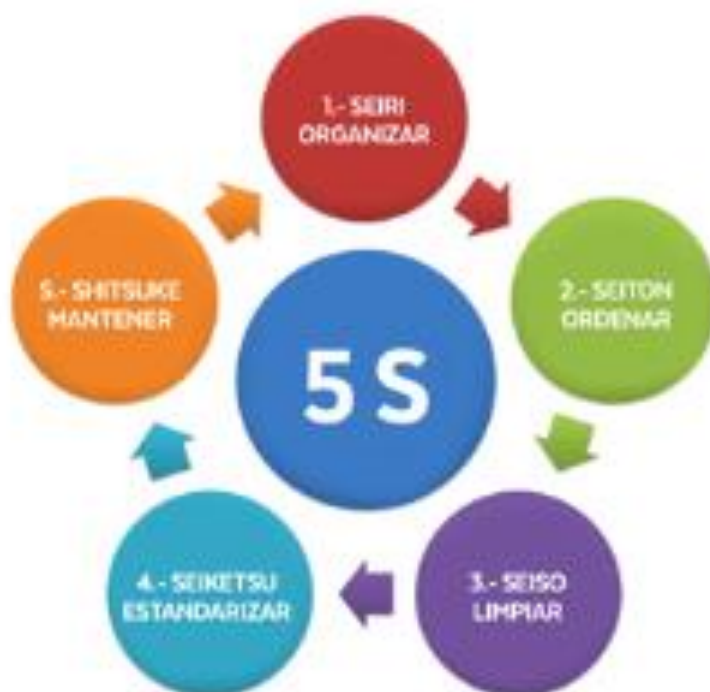 1.- SEIRI
ORGANIZAR
2.- SEITON
ORDENAR
3.- SEISO
LIMPIAR
4.- SEIKETSU
ESTANDARIZAR
5.- SHITSUKE
MANTENER
5 S